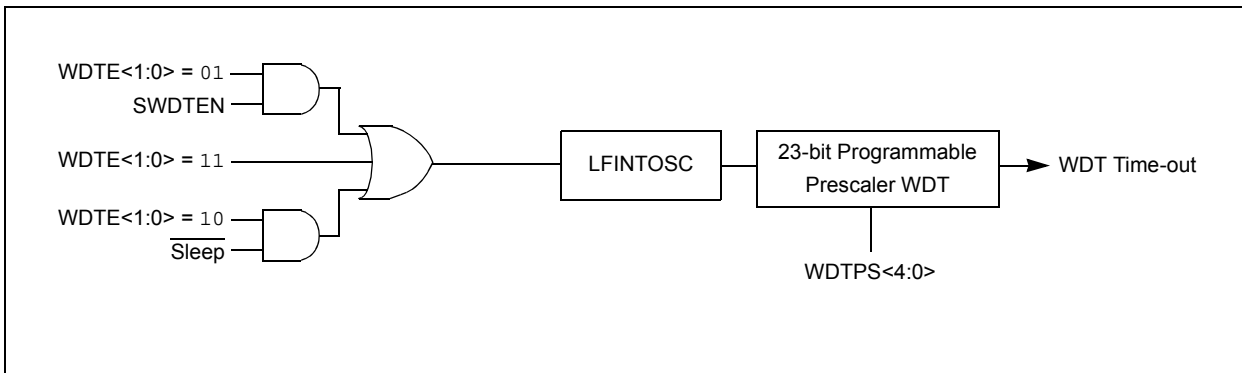 WDTE<1:0> = 01
SWDTEN
WDTE<1:0> = 11
WDTE<1:0> = 10
Sleep
LFINTOSC
23-bit Programmable
Prescaler WDT
WDT Time-out
WDTPS<4:0>